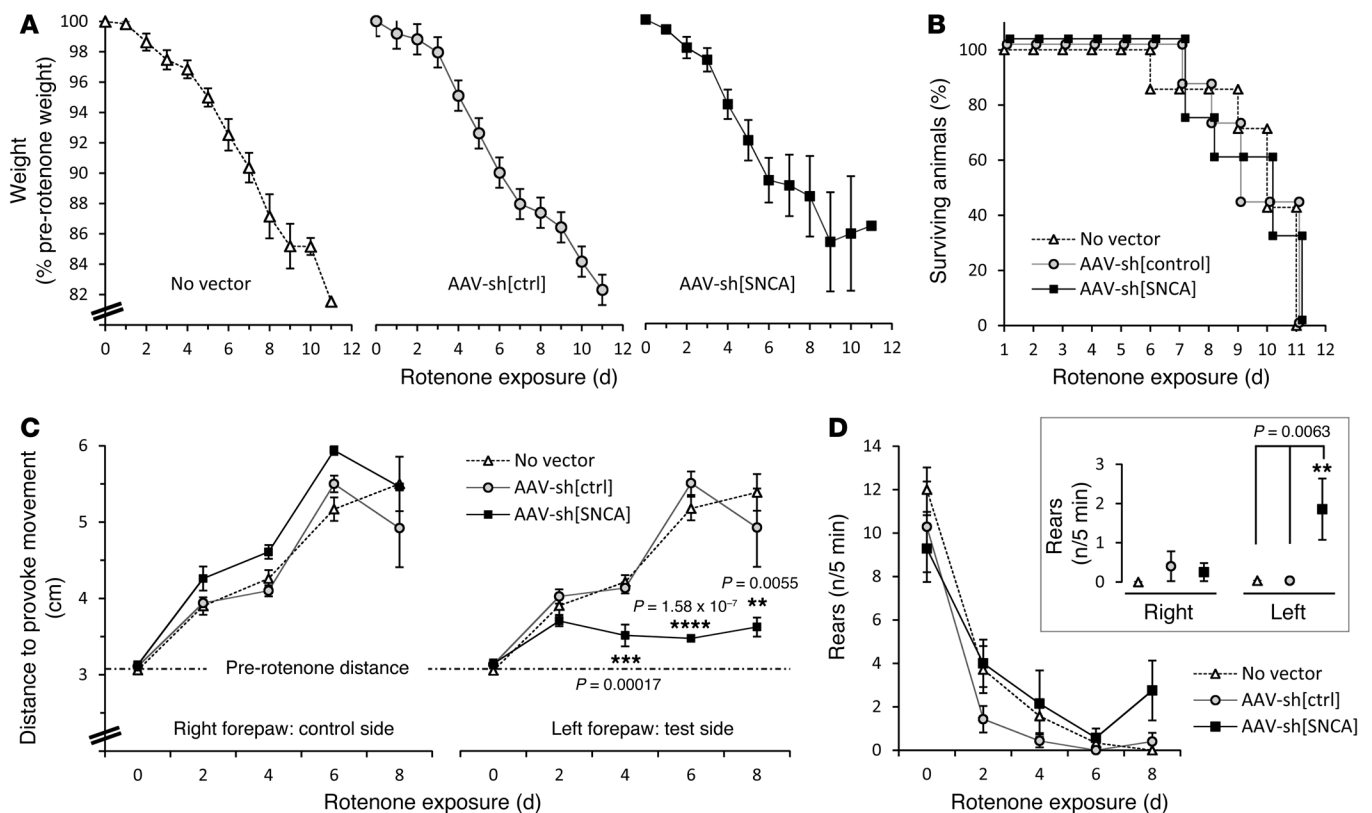 A
Weight
(% pre-rotenone weight)
100
98
96
94
92
90
88
86
84
82
No vector
AAV-sh[ctrl]
AAV-sh[SNCA]
0 2 4 6 8 10 12
0 2 4 6 8 10 12
0 2 4 6 8 10 12
Rotenone exposure (d)
B
Surviving animals (%)
100
80
60
40
20
0
No vector
AAV-sh[control]
AAV-sh[SNCA]
1 2 3 4 5 6 7 8 9 10 11 12
Rotenone exposure (d)
C
Distance to provoke movement
(cm)
6
5
4
3
No vector
AAV-sh[ctrl]
AAV-sh[SNCA]
P = 0.0055
**
P = 1.58 x 10⁻⁷
****
***
P = 0.00017
Pre-rotenone distance
Right forepaw: control side
Left forepaw: test side
0 2 4 6 8
0 2 4 6 8
Rotenone exposure (d)
D
Rears (n/5 min)
14
12
10
8
6
4
2
0
P = 0.0063
**
Rears
(n/5 min)
3
2
1
0
Right
Left
No vector
AAV-sh[ctrl]
AAV-sh[SNCA]
0 2 4 6 8
Rotenone exposure (d)